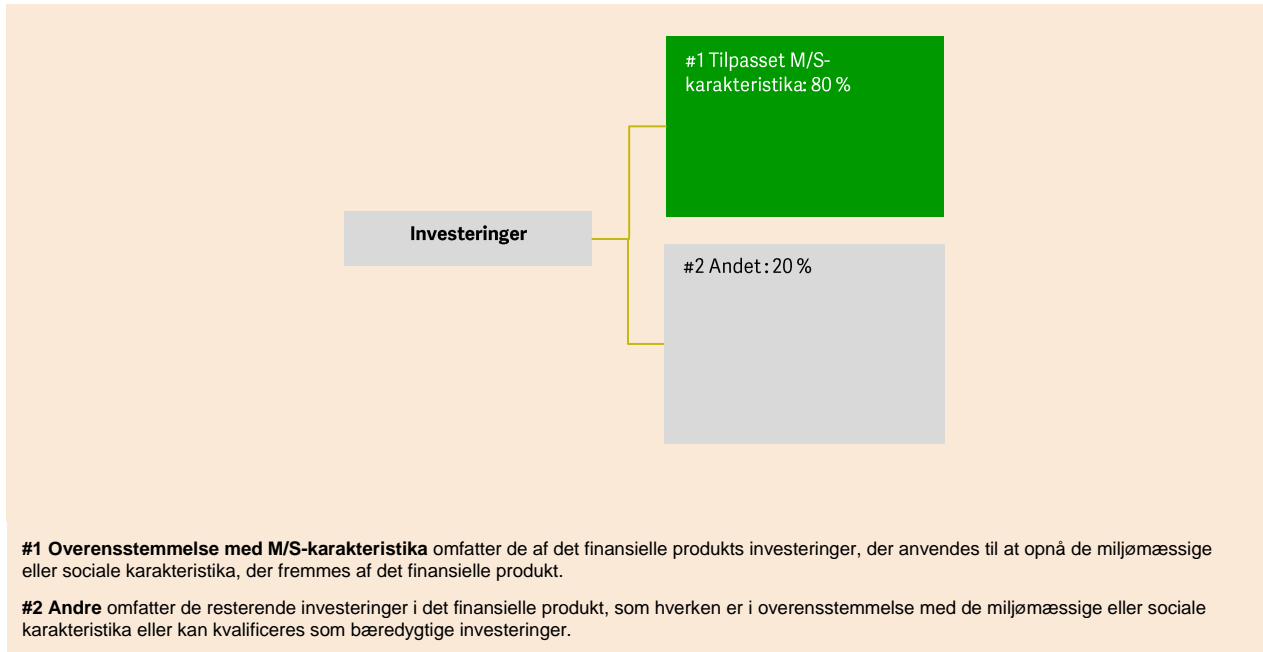 #1 Tilpasset M/S-
karakteristika: 80 %
Investeringer
#2 Andet: 20 %
#1 Overensstemmelse med M/S-karakteristika omfatter de af det finansielle produkts investeringer, der anvendes til at opnå de miljømæssige
eller sociale karakteristika, der fremmes af det finansielle produkt.
#2 Andre omfatter de resterende investeringer i det finansielle produkt, som hverken er i overensstemmelse med de miljømæssige eller sociale
karakteristika eller kan kvalificeres som bæredygtige investeringer.